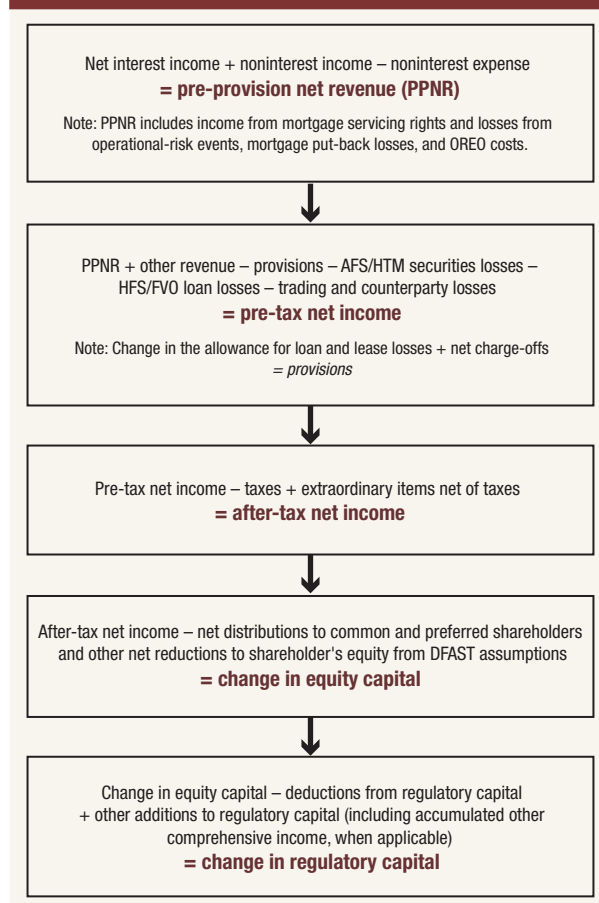 Net interest income + noninterest income – noninterest expense
= pre-provision net revenue (PPNR)
Note: PPNR includes income from mortgage servicing rights and losses from
operational-risk events, mortgage put-back losses, and OREO costs.
PPNR + other revenue – provisions – AFS/HTM securities losses –
HFS/FVO loan losses – trading and counterparty losses
= pre-tax net income
Note: Change in the allowance for loan and lease losses + net charge-offs
= provisions
Pre-tax net income – taxes + extraordinary items net of taxes
= after-tax net income
After-tax net income – net distributions to common and preferred shareholders
and other net reductions to shareholder's equity from DFAST assumptions
= change in equity capital
Change in equity capital – deductions from regulatory capital
+ other additions to regulatory capital (including accumulated other
comprehensive income, when applicable)
= change in regulatory capital